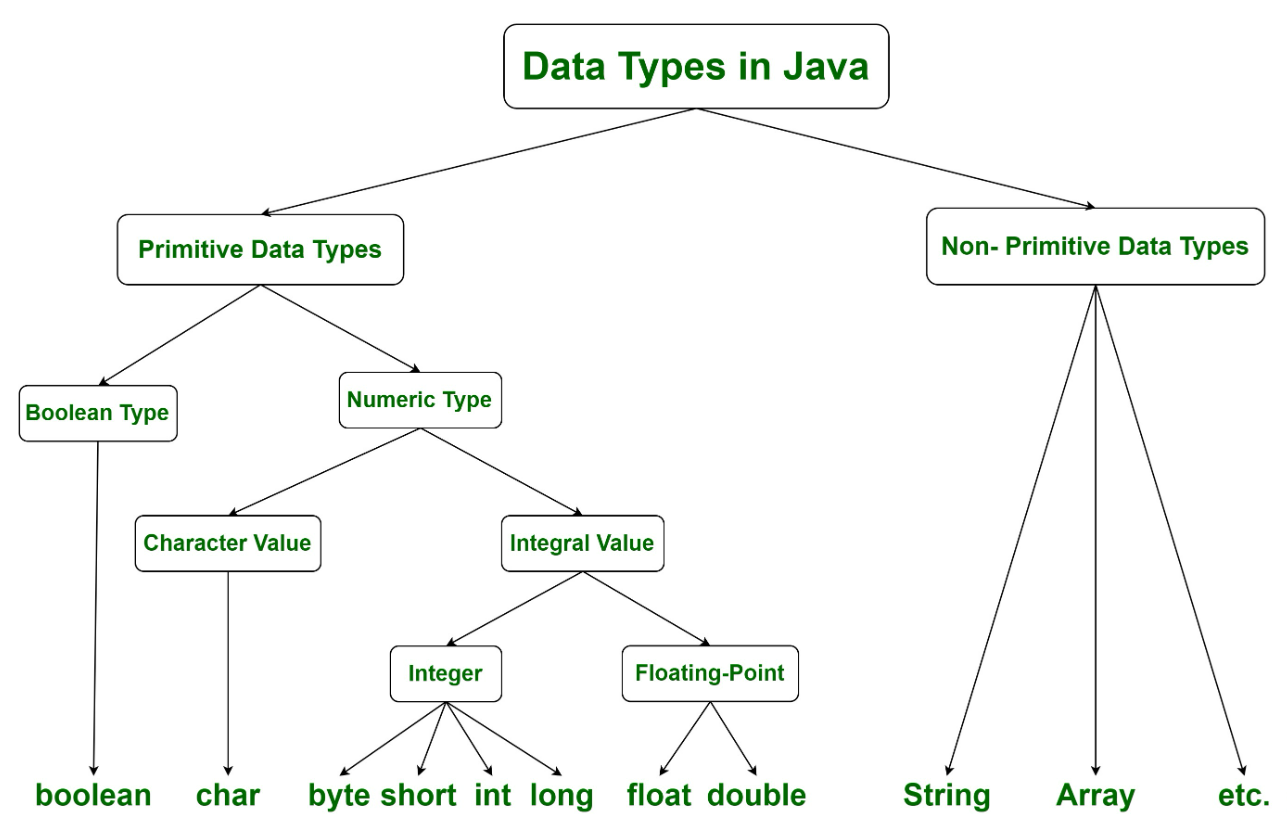 Data Types in Java
Primitive Data Types
Non- Primitive Data Types
Boolean Type
Numeric Type
Character Value
Integral Value
Integer
Floating-Point
boolean
char
byte
short
int
long
float
double
String
Array
etc.